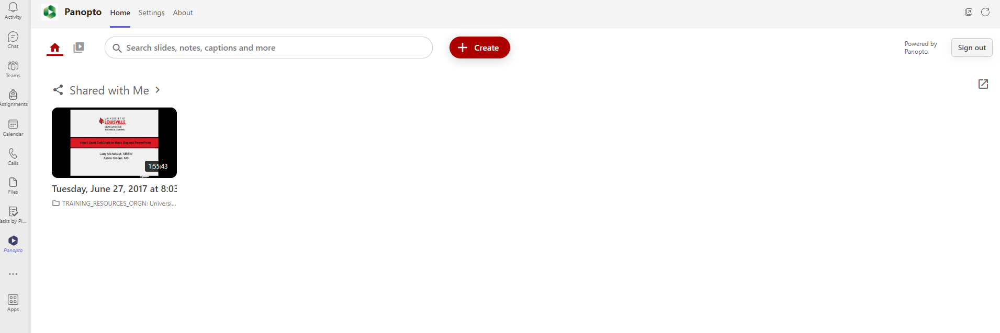 Activity
Chat
Teams
Assignments
Calendar
Calls
Files
Tasks by Pl...
Panopto
Apps
Panopto Home Settings About
Search slides, notes, captions and more
Create
Powered by
Panopto
Sign out
Shared with Me
UNIVERSITY OF
LOUISVILLE
DELPHI CENTER FOR
TEACHING & LEARNING
How I Used SoftChalk to Move Beyond PowerPoint
Larry Michalczyk, MSSW
Aimee Greene, MS
1:55:43
Tuesday, June 27, 2017 at 8:03
TRAINING_RESOURCES_ORGN: Universi...